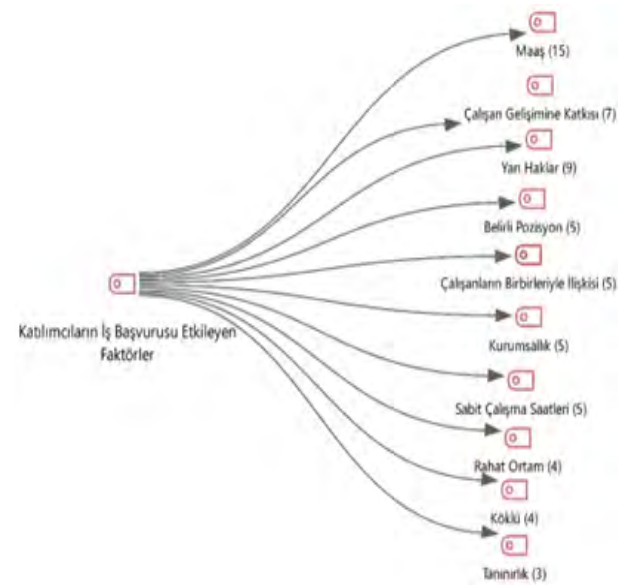 Maaş (15)
Çalışan Gelişimine Katkısı (7)
Yan Haklar (9)
Belirli Pozisyon (5)
Çalışanların Birbirleriyle İlişkisi (5)
Katılımcıların İş Başvurusu Etkileyen
Faktörler
Kurumsallık (5)
Sabit Çalışma Saatleri (5)
Rahat Ortam (4)
Köklü (4)
Tanınırlık (3)